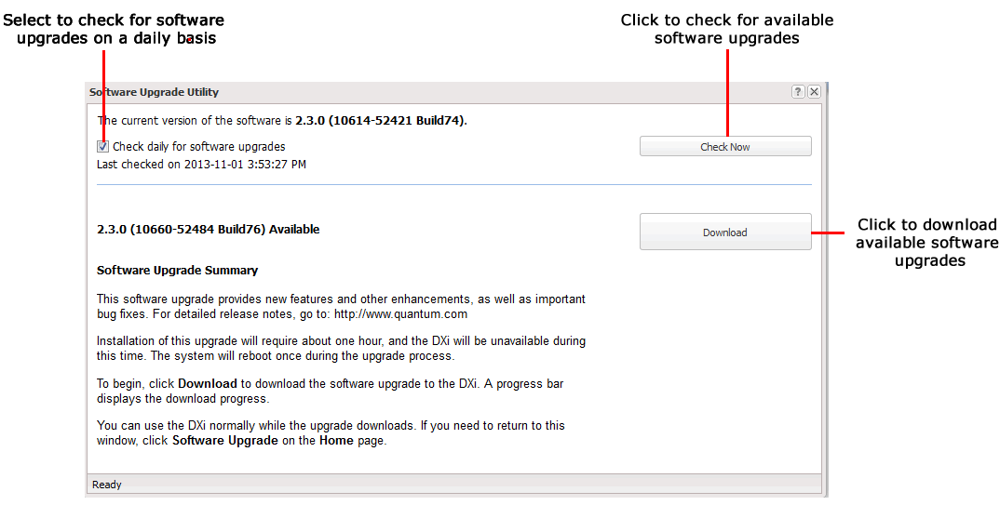 Select to check for software
upgrades on a daily basis
Click to check for available
software upgrades
Software Upgrade Utility
?
The current version of the software is 2.3.0 (10614-52421 Build74).
Check daily for software upgrades
Check Now
Last checked on 2013-11-01 3:53:27 PM
2.3.0 (10660-52484 Build76) Available
Download
Click to download
available software
upgrades
Software Upgrade Summary
This software upgrade provides new features and other enhancements, as well as important
bug fixes. For detailed release notes, go to: http://www.quantum.com
Installation of this upgrade will require about one hour, and the DXi will be unavailable during
this time. The system will reboot once during the upgrade process.
To begin, click Download to download the software upgrade to the DXi. A progress bar
displays the download progress.
You can use the DXi normally while the upgrade downloads. If you need to return to this
window, click Software Upgrade on the Home page.
Ready